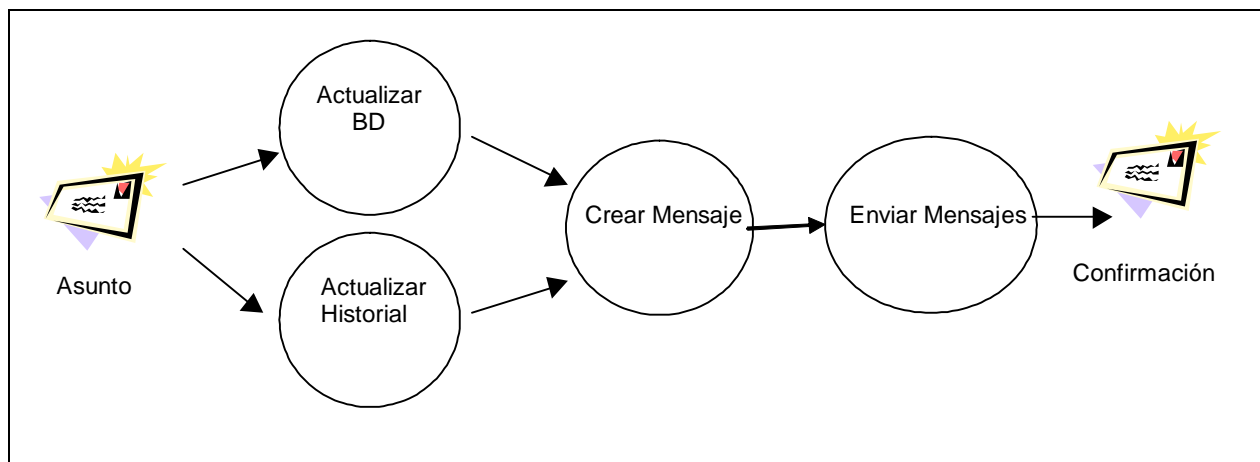 Asunto
Actualizar
BD
Actualizar
Historial
Crear Mensaje
Enviar Mensajes
Confirmación